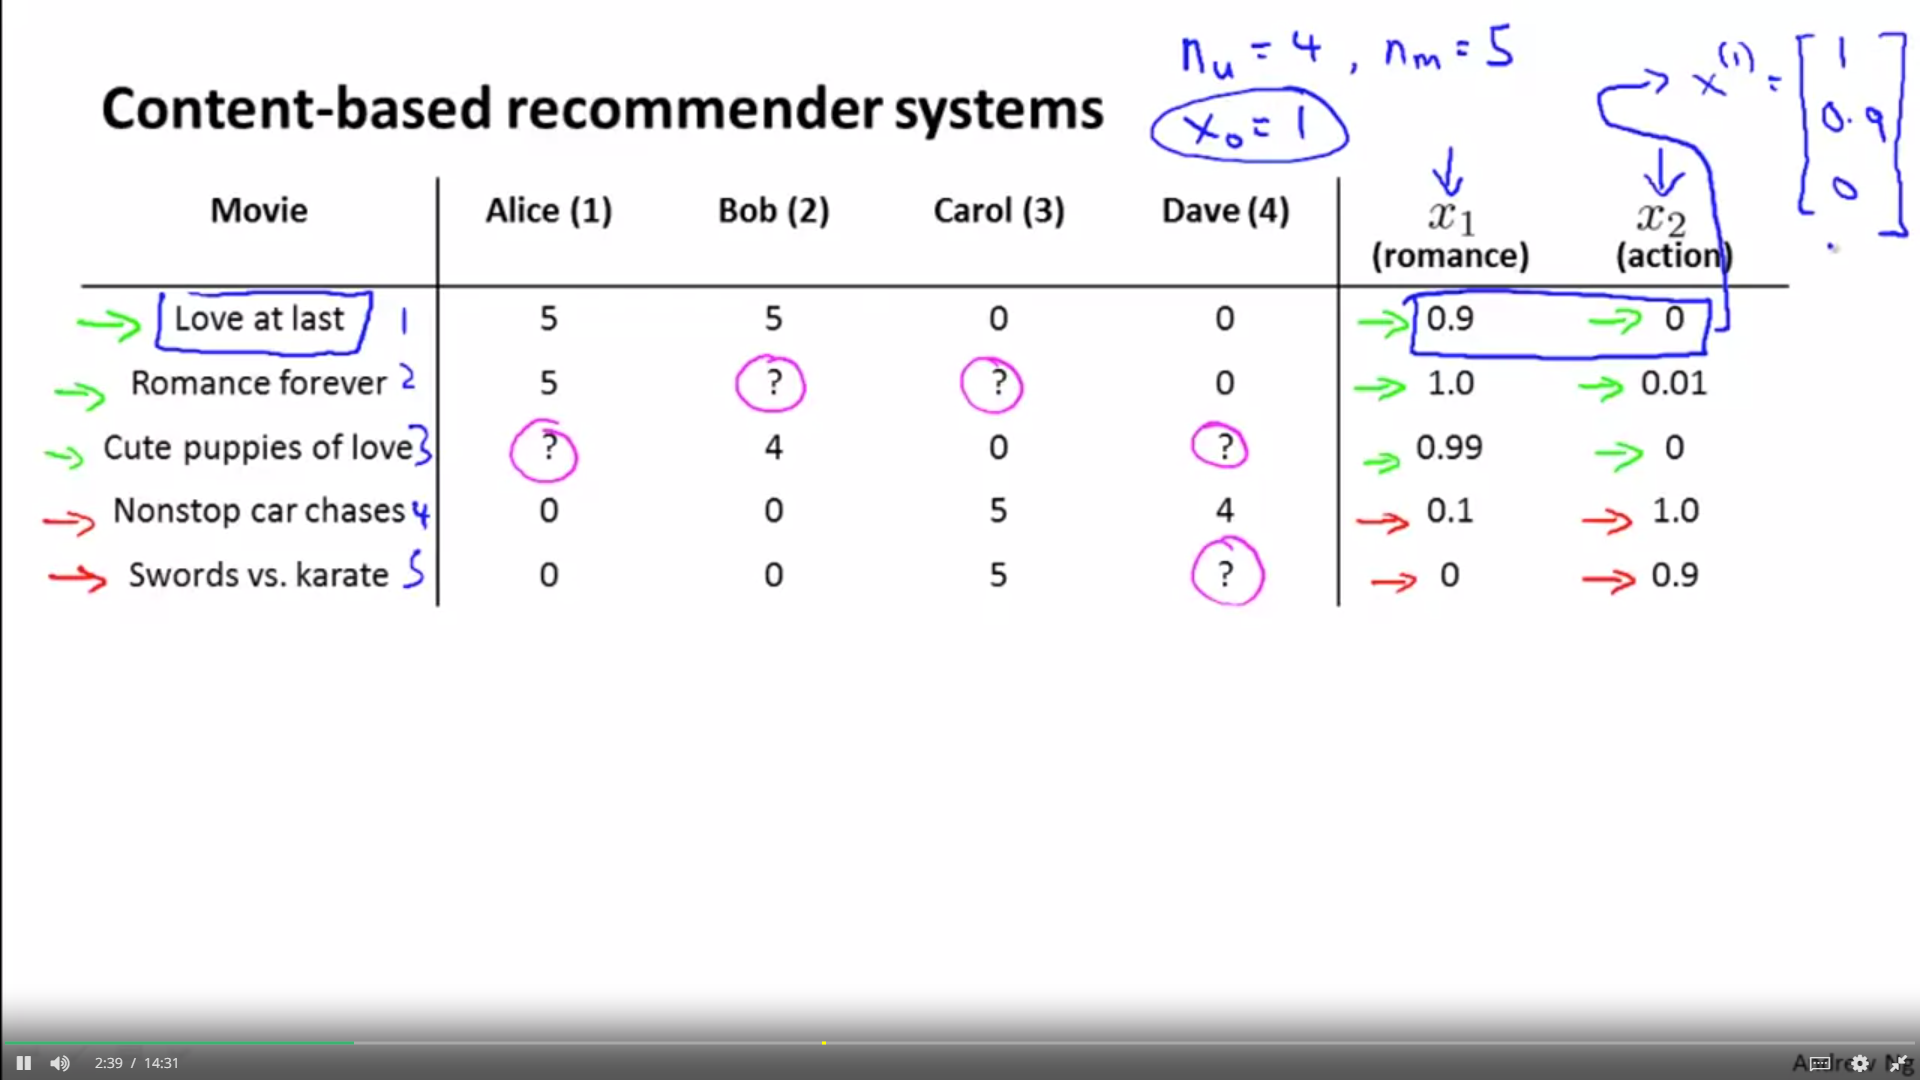 n_u = 4, n_m = 5
x^(1) = [1 0.9 0]
Content-based recommender systems
x_0 = 1
Movie Alice (1) Bob (2) Carol (3) Dave (4) x_1 (romance) x_2 (action)
Love at last 1 5 5 0 0 0.9 0
Romance forever 2 5 ? ? 0 1.0 0.01
Cute puppies of love 3 ? 4 0 ? 0.99 0
Nonstop car chases 4 0 0 5 4 0.1 1.0
Swords vs. karate 5 0 0 5 ? 0 0.9
2:39 / 14:31
Andrew Ng